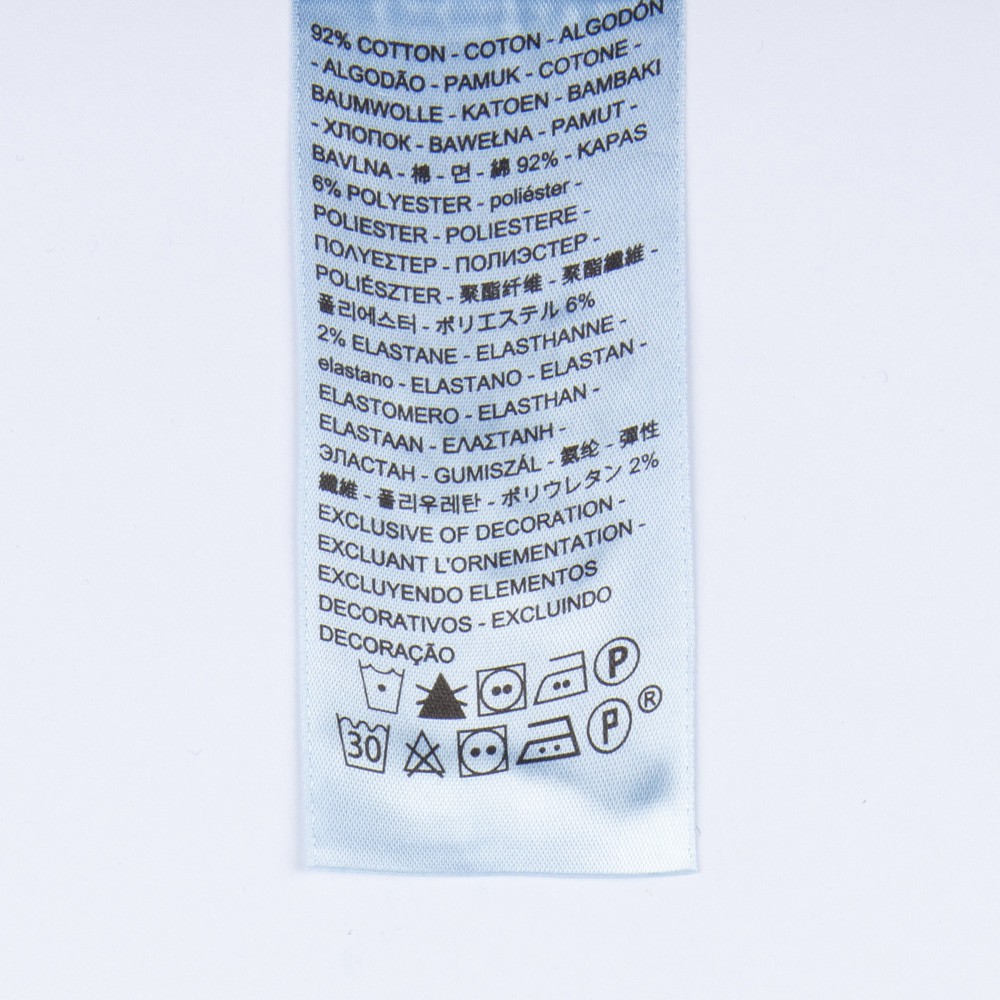 92% COTTON - COTON - ALGODÓN
- ALGODÃO - PAMUK - COTONE -
BAUMWOLLE - KATOEN - BAMBAKI
- ХЛОПОК - BAWEŁNA - PAMUT -
BAVLNA - 棉 - 면 - 綿 92% - KAPAS
6% POLYESTER - poliéster -
POLIESTER - POLIESTERE -
ΠΟΛΥΕΣΤΕΡ - ПОЛИЭСТЕР -
POLIÉSZTER - 聚酯纤维 - 聚酯纖維 -
폴리에스터 - ポリエステル 6%
2% ELASTANE - ELASTHANNE -
elastano - ELASTANO - ELASTAN -
ELASTOMERO - ELASTHAN -
ELASTAAN - ΕΛΑΣΤΑΝΗ -
ЭЛАСТАН - GUMISZÁL - 氨纶 - 彈性
纖維 - 폴리우레탄 - ポリウレタン 2%
EXCLUSIVE OF DECORATION -
EXCLUANT L'ORNEMENTATION -
EXCLUYENDO ELEMENTOS
DECORATIVOS - EXCLUINDO
DECORAÇÃO
P
30 P ®